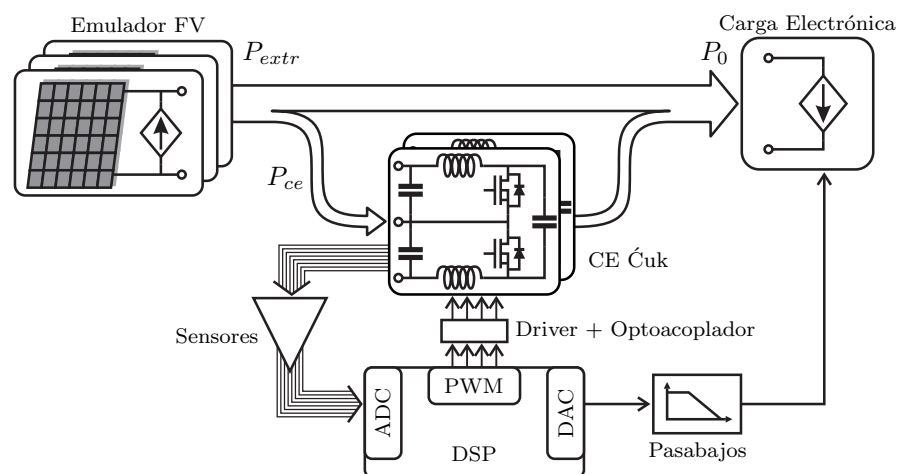 Emulador FV
Carga Electrónica
P_extr
P_0
P_ce
CE Ćuk
Sensores
Driver + Optoacoplador
ADC
PWM
DAC
DSP
Pasabajos